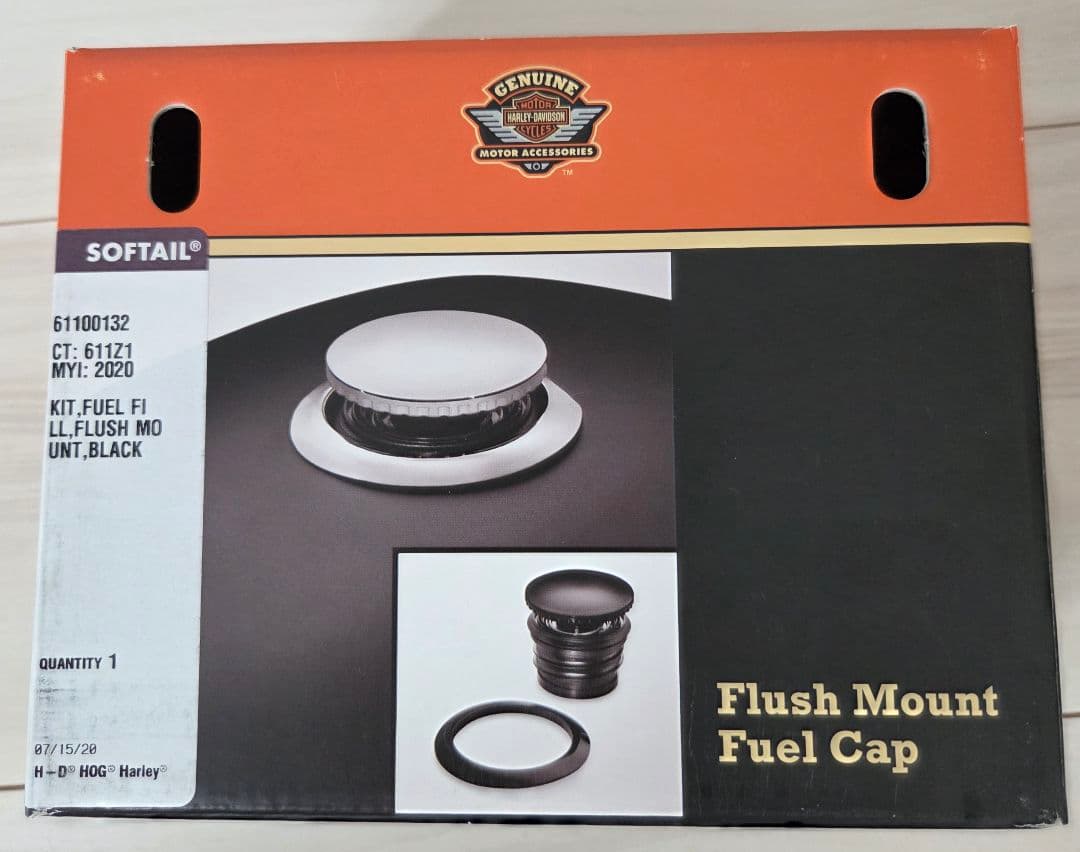 GENUINE
MOTOR
HARLEY-DAVIDSON
CYCLES
MOTOR ACCESSORIES
TM
SOFTAIL®
61100132
CT: 611Z1
MYI: 2020
KIT,FUEL FI
LL,FLUSH MO
UNT,BLACK
QUANTITY 1
07/15/20
H-D® HOG® Harley®
Flush Mount
Fuel Cap